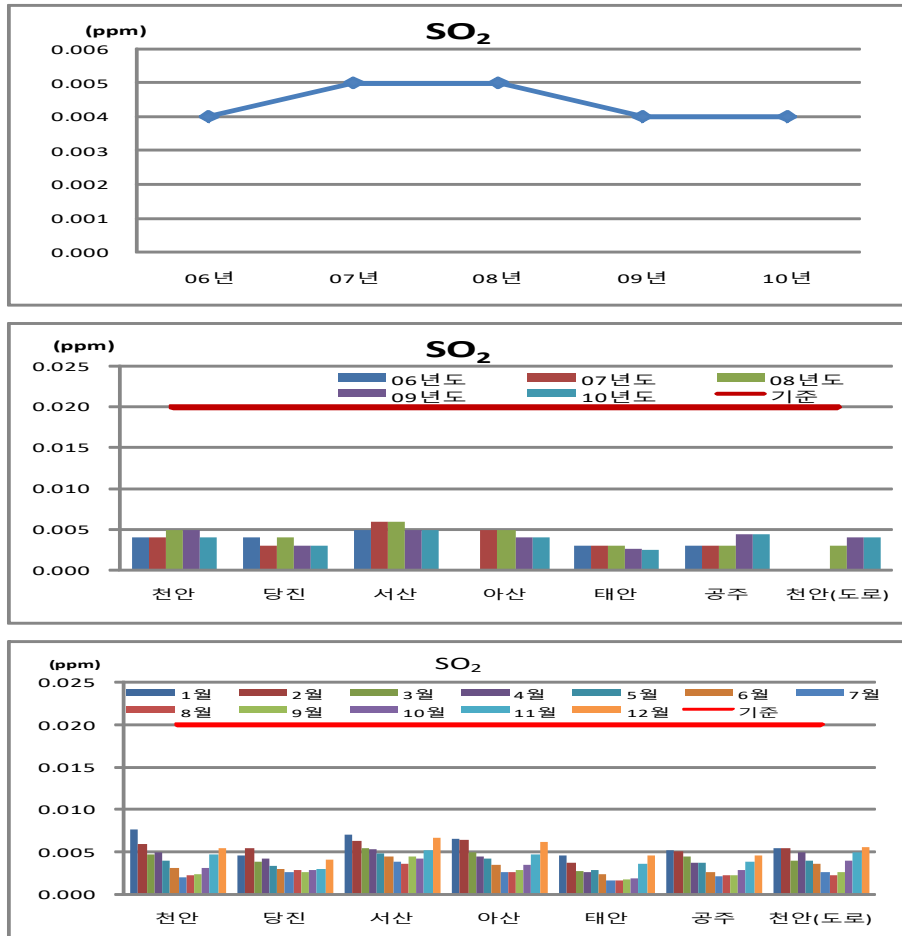 (ppm)
SO₂
0.006
0.005
0.004
0.003
0.002
0.001
0.000
06년 07년 08년 09년 10년
(ppm)
SO₂
0.025
06년도 07년도 08년도
0.020
09년도 10년도 기준
0.015
0.010
0.005
0.000
천안 당진 서산 아산 태안 공주 천안(도로)
(ppm)
SO₂
0.025
1월 2월 3월 4월 5월 6월 7월
8월 9월 10월 11월 12월 기준
0.020
0.015
0.010
0.005
0.000
천안 당진 서산 아산 태안 공주 천안(도로)